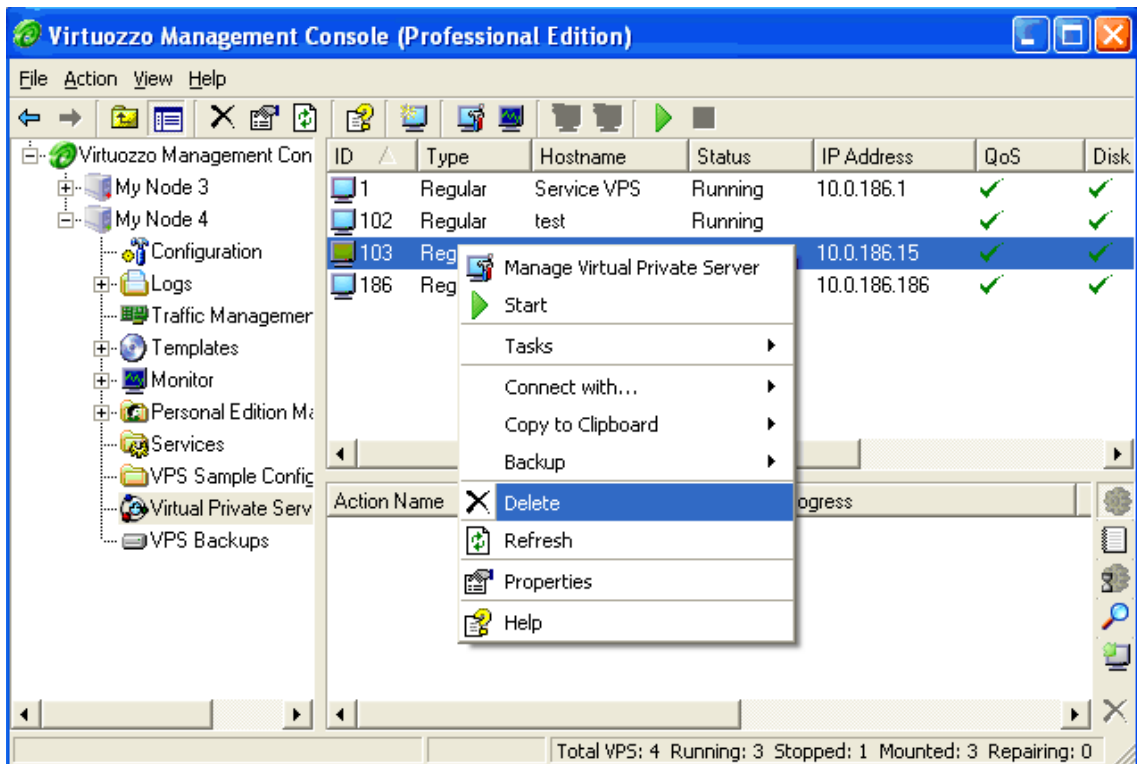 Virtuozzo Management Console (Professional Edition)
File Action View Help
Virtuozzo Management Con
My Node 3
My Node 4
Configuration
Logs
Traffic Managemer
Templates
Monitor
Personal Edition Ma
Services
VPS Sample Config
Virtual Private Serv
VPS Backups
ID Type Hostname Status IP Address QoS Disk
1 Regular Service VPS Running 10.0.186.1
102 Regular test Running
103 Reg 10.0.186.15
186 Reg 10.0.186.186
Manage Virtual Private Server
Start
Tasks
Connect with...
Copy to Clipboard
Backup
Delete
Refresh
Properties
Help
Action Name ogress
Total VPS: 4 Running: 3 Stopped: 1 Mounted: 3 Repairing: 0